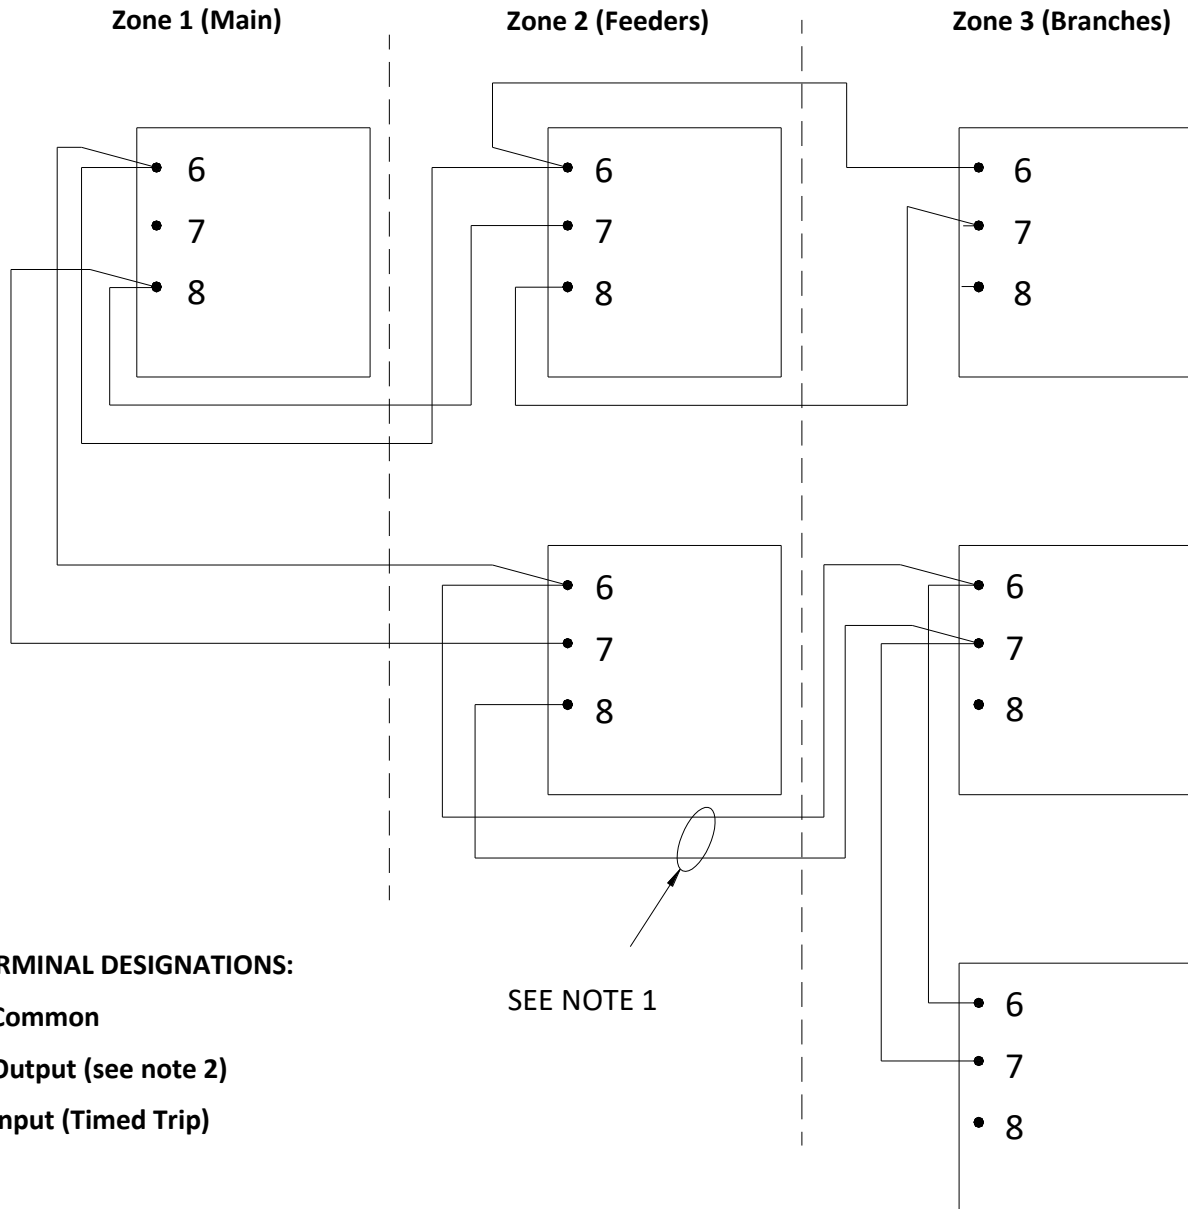 Zone 1 (Main)
Zone 2 (Feeders)
Zone 3 (Branches)
6
7
8
6
7
8
6
7
8
6
7
8
6
7
8
6
7
8
SEE NOTE 1
RMINAL DESIGNATIONS:
Common
Output (see note 2)
nput (Timed Trip)